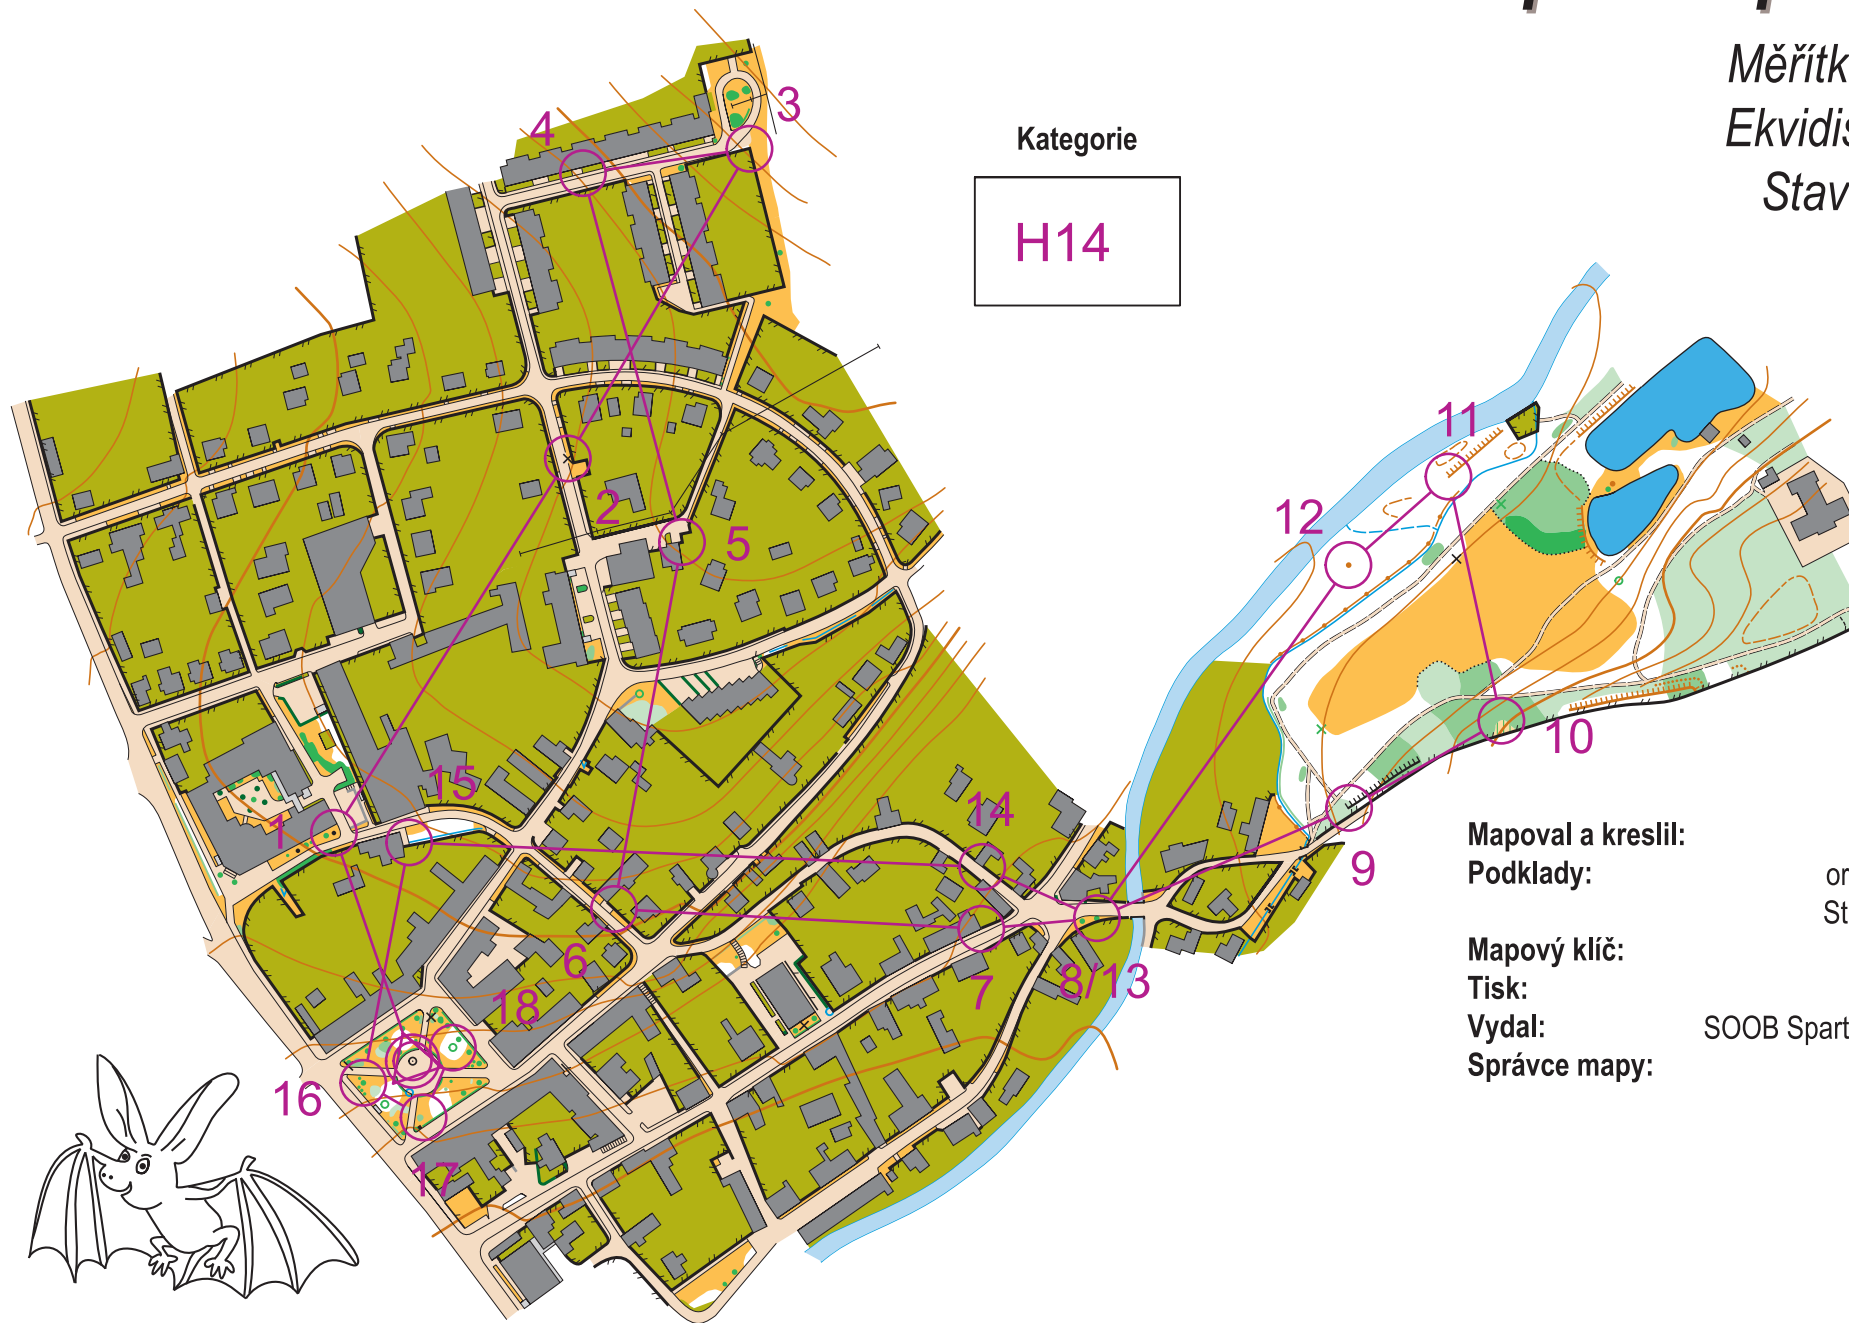 Měřítk
Ekvidis
Stav
Kategorie
H14
3
4
11
12
2
5
10
15
14
1
9
6
7
8/13
18
16
17
Mapoval a kreslil:
Podklady: or
St
Mapový klíč:
Tisk:
Vydal: SOOB Spart
Správce mapy: